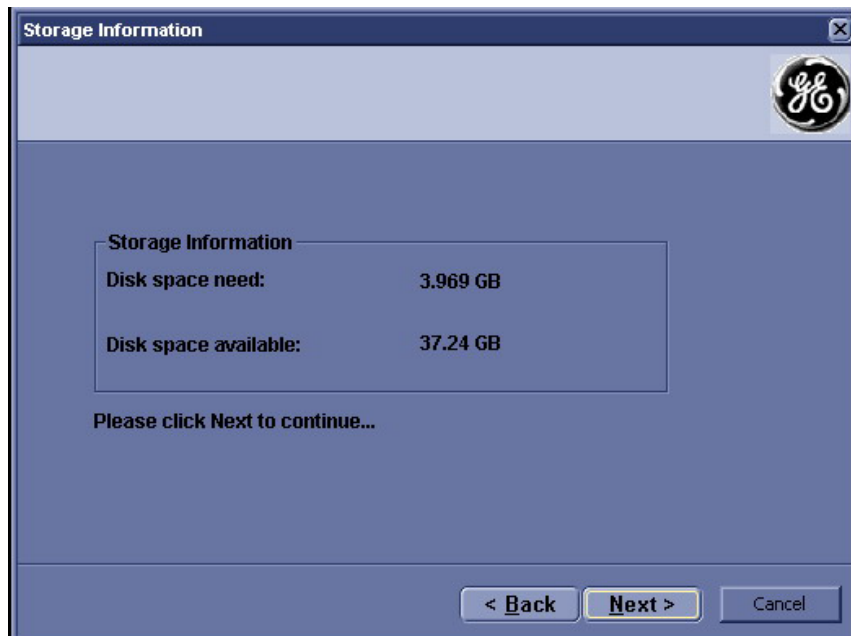 Storage Information
GE
Storage Information
Disk space need: 3.969 GB
Disk space available: 37.24 GB
Please click Next to continue...
< Back Next > Cancel